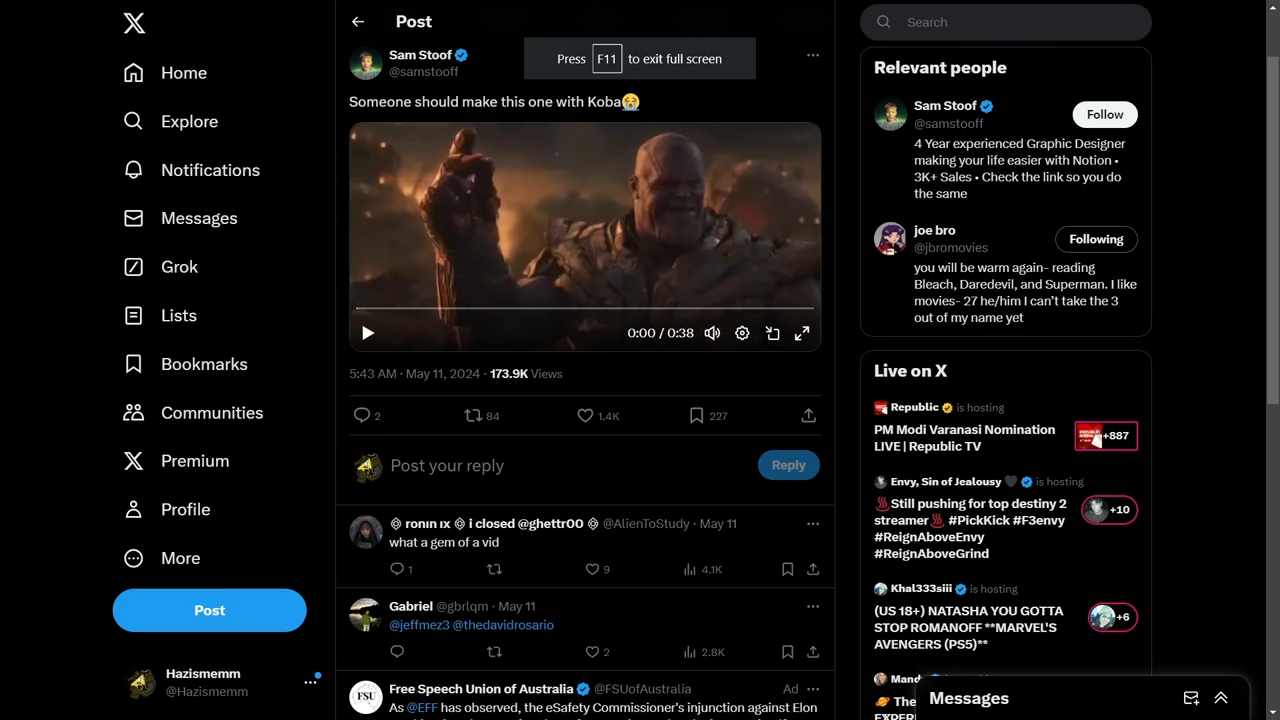 Home
Explore
Notifications
Messages
Grok
Lists
Bookmarks
Communities
Premium
Profile
More
Post
Hazismemm
@Hazismemm
Post
Press F11 to exit full screen
Sam Stoof
@samstooff
Someone should make this one with Koba😭
0:00 / 0:38
5:43 AM · May 11, 2024 · 173.9K Views
2 84 1.4K 227
Post your reply
Reply
ronın ıx i closed @ghettr00 @AlienToStudy · May 11
what a gem of a vid
1 9 4.1K
Gabriel @gbrlqm · May 11
@jeffmez3 @thedavidrosario
2 2.8K
FSU
Free Speech Union of Australia @FSUofAustralia Ad
As @EFF has observed, the eSafety Commissioner's injunction against Elon
Search
Relevant people
Sam Stoof
@samstooff
Follow
4 Year experienced Graphic Designer
making your life easier with Notion •
3K+ Sales • Check the link so you do
the same
joe bro
@jbromovies
Following
you will be warm again- reading
Bleach, Daredevil, and Superman. I like
movies- 27 he/him I can't take the 3
out of my name yet
Live on X
Republic is hosting
PM Modi Varanasi Nomination
LIVE | Republic TV
+887
Envy, Sin of Jealousy 🖤 is hosting
♨️Still pushing for top destiny 2
streamer♨️ #PickKick #F3envy
#ReignAboveEnvy
#ReignAboveGrind
+10
Khal333siii is hosting
(US 18+) NATASHA YOU GOTTA
STOP ROMANOFF **MARVEL'S
AVENGERS (PS5)**
+6
Mand
🪐 The
Messages